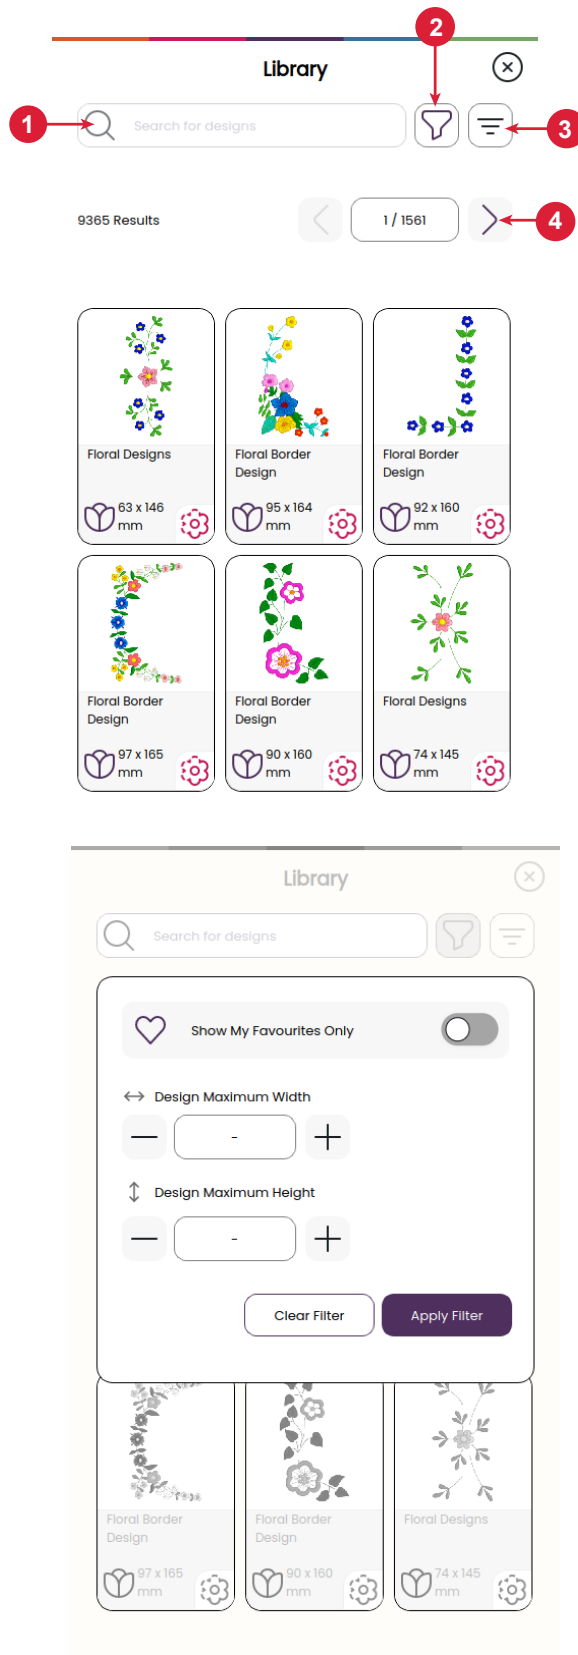 2
Library
1
Search for designs
3
9365 Results
1 / 1561
4
Floral Designs
63 x 146
mm
Floral Border
Design
95 x 164
mm
Floral Border
Design
92 x 160
mm
Floral Border
Design
97 x 165
mm
Floral Border
Design
90 x 160
mm
Floral Designs
74 x 145
mm
Library
Search for designs
Show My Favourites Only
Design Maximum Width
-
Design Maximum Height
-
Clear Filter
Apply Filter
Floral Border
Design
97 x 165
mm
Floral Border
Design
90 x 160
mm
Floral Designs
74 x 145
mm